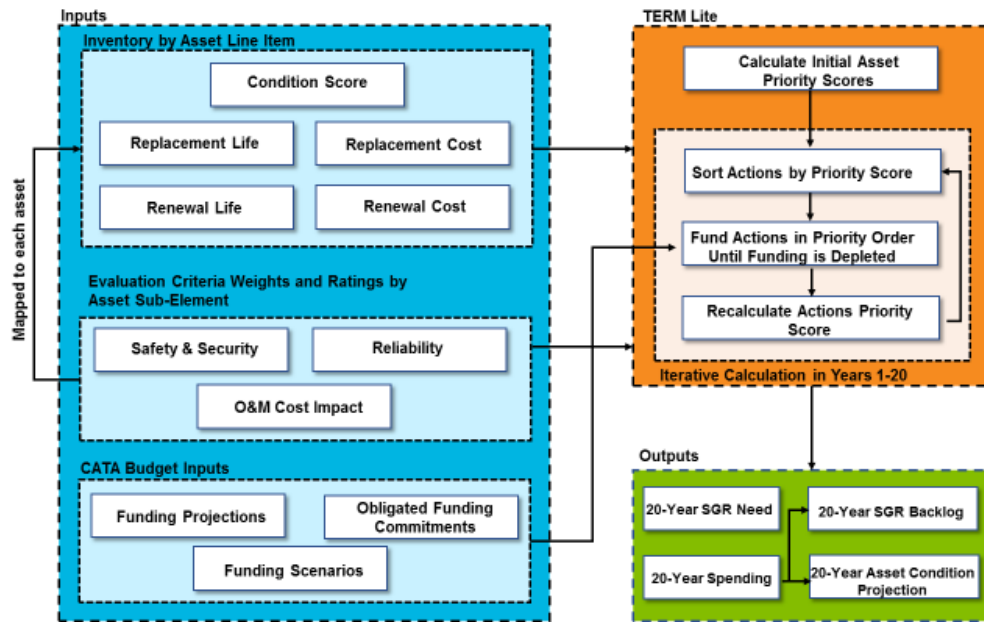 Inputs
Inventory by Asset Line Item
Condition Score
Replacement Life
Replacement Cost
Renewal Life
Renewal Cost
Mapped to each asset
Evaluation Criteria Weights and Ratings by
Asset Sub-Element
Safety & Security
Reliability
O&M Cost Impact
CATA Budget Inputs
Funding Projections
Obligated Funding
Commitments
Funding Scenarios
TERM Lite
Calculate Initial Asset
Priority Scores
Sort Actions by Priority Score
Fund Actions in Priority Order
Until Funding is Depleted
Recalculate Actions Priority
Score
Iterative Calculation in Years 1-20
Outputs
20-Year SGR Need
20-Year SGR Backlog
20-Year Spending
20-Year Asset Condition
Projection